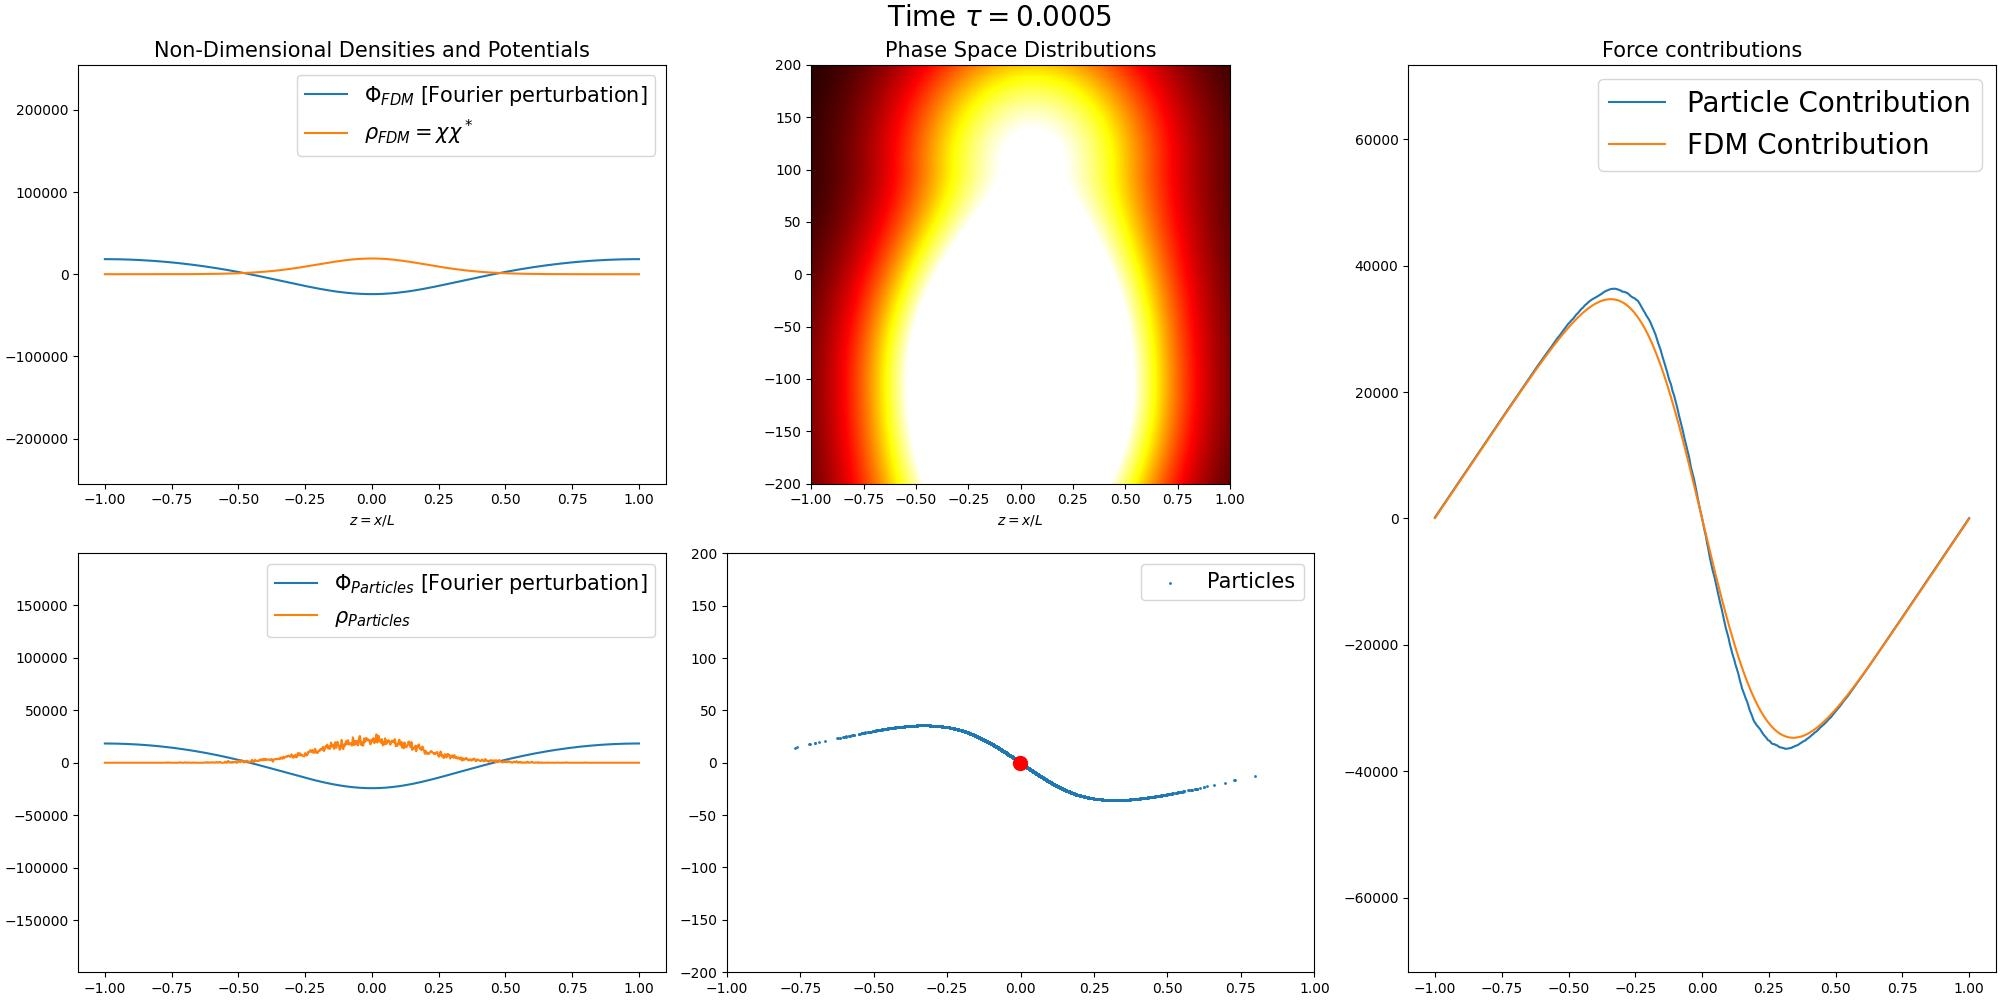 Time τ = 0.0005
Non-Dimensional Densities and Potentials
Φ_FDM [Fourier perturbation]
ρ_FDM = χχ*
200000
100000
0
−100000
−200000
−1.00 −0.75 −0.50 −0.25 0.00 0.25 0.50 0.75 1.00
z = x/L
Phase Space Distributions
200
150
100
50
0
−50
−100
−150
−200
−1.00 −0.75 −0.50 −0.25 0.00 0.25 0.50 0.75 1.00
z = x/L
Force contributions
Particle Contribution
FDM Contribution
60000
40000
20000
0
−20000
−40000
−60000
−1.00 −0.75 −0.50 −0.25 0.00 0.25 0.50 0.75 1.00
Φ_Particles [Fourier perturbation]
ρ_Particles
150000
100000
50000
0
−50000
−100000
−150000
−1.00 −0.75 −0.50 −0.25 0.00 0.25 0.50 0.75 1.00
Particles
200
150
100
50
0
−50
−100
−150
−200
−1.00 −0.75 −0.50 −0.25 0.00 0.25 0.50 0.75 1.00